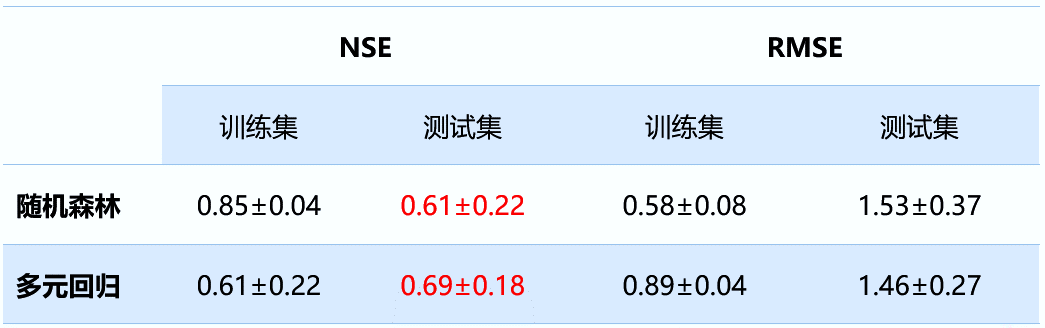 NSE RMSE
训练集 测试集 训练集 测试集
随机森林 0.85±0.04 0.61±0.22 0.58±0.08 1.53±0.37
多元回归 0.61±0.22 0.69±0.18 0.89±0.04 1.46±0.27